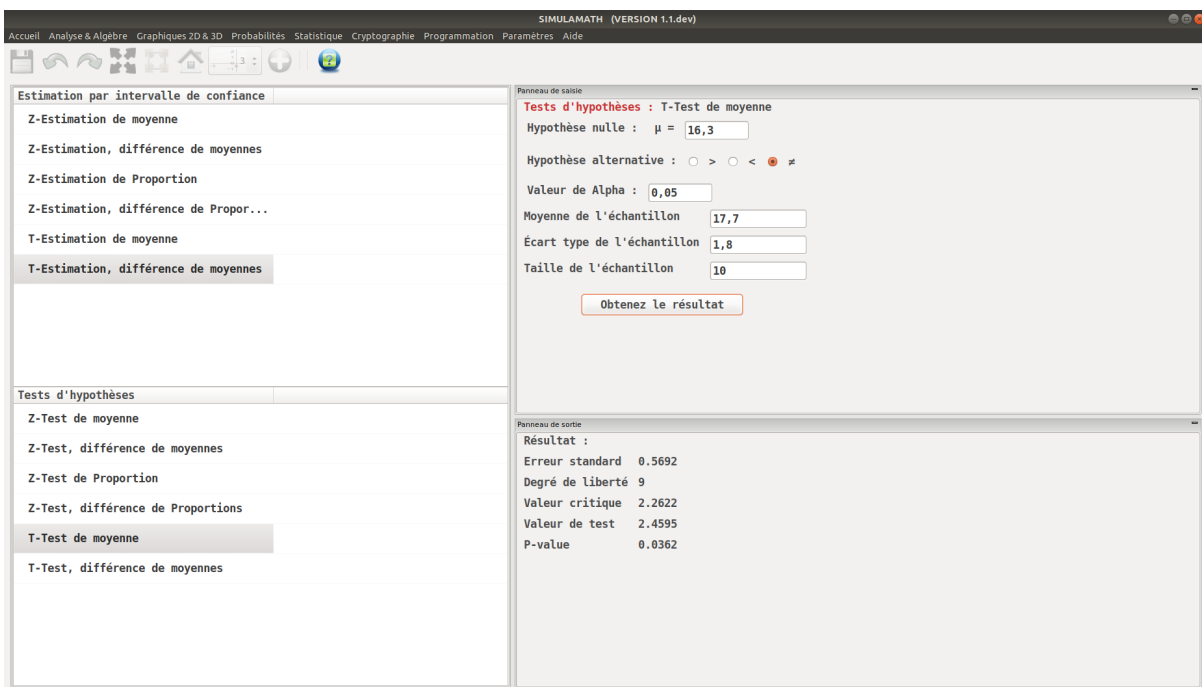 SIMULAMATH (VERSION 1.1.dev)
Accueil Analyse & Algèbre Graphiques 2D & 3D Probabilités Statistique Cryptographie Programmation Paramètres Aide
3
Estimation par intervalle de confiance
Z-Estimation de moyenne
Z-Estimation, différence de moyennes
Z-Estimation de Proportion
Z-Estimation, différence de Propor...
T-Estimation de moyenne
T-Estimation, différence de moyennes
Tests d'hypothèses
Z-Test de moyenne
Z-Test, différence de moyennes
Z-Test de Proportion
Z-Test, différence de Proportions
T-Test de moyenne
T-Test, différence de moyennes
Panneau de saisie
Tests d'hypothèses : T-Test de moyenne
Hypothèse nulle : μ = 16,3
Hypothèse alternative : > < ≠
Valeur de Alpha : 0,05
Moyenne de l'échantillon 17,7
Écart type de l'échantillon 1,8
Taille de l'échantillon 10
Obtenez le résultat
Panneau de sortie
Résultat :
Erreur standard 0.5692
Degré de liberté 9
Valeur critique 2.2622
Valeur de test 2.4595
P-value 0.0362